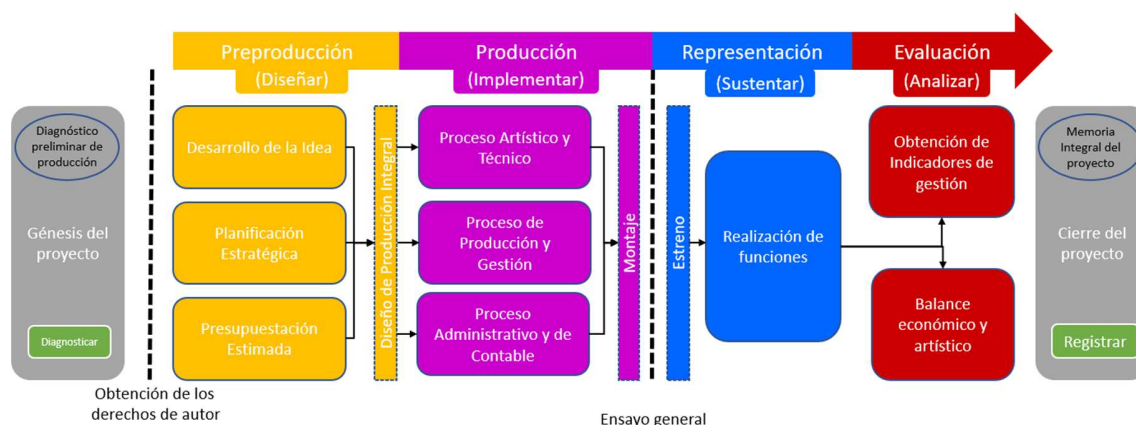 Preproducción
(Diseñar)
Producción
(Implementar)
Representación
(Sustentar)
Evaluación
(Analizar)
Diagnóstico
preliminar de
producción
Génesis del
proyecto
Diagnosticar
Obtención de los
derechos de autor
Desarrollo de la Idea
Planificación
Estratégica
Presupuestación
Estimada
Diseño de Producción Integral
Proceso Artístico y
Técnico
Proceso de
Producción y
Gestión
Proceso
Administrativo y de
Contable
Montaje
Ensayo general
Estreno
Realización de
funciones
Obtención de
Indicadores de
gestión
Balance
económico y
artístico
Memoria
Integral del
proyecto
Cierre del
proyecto
Registrar